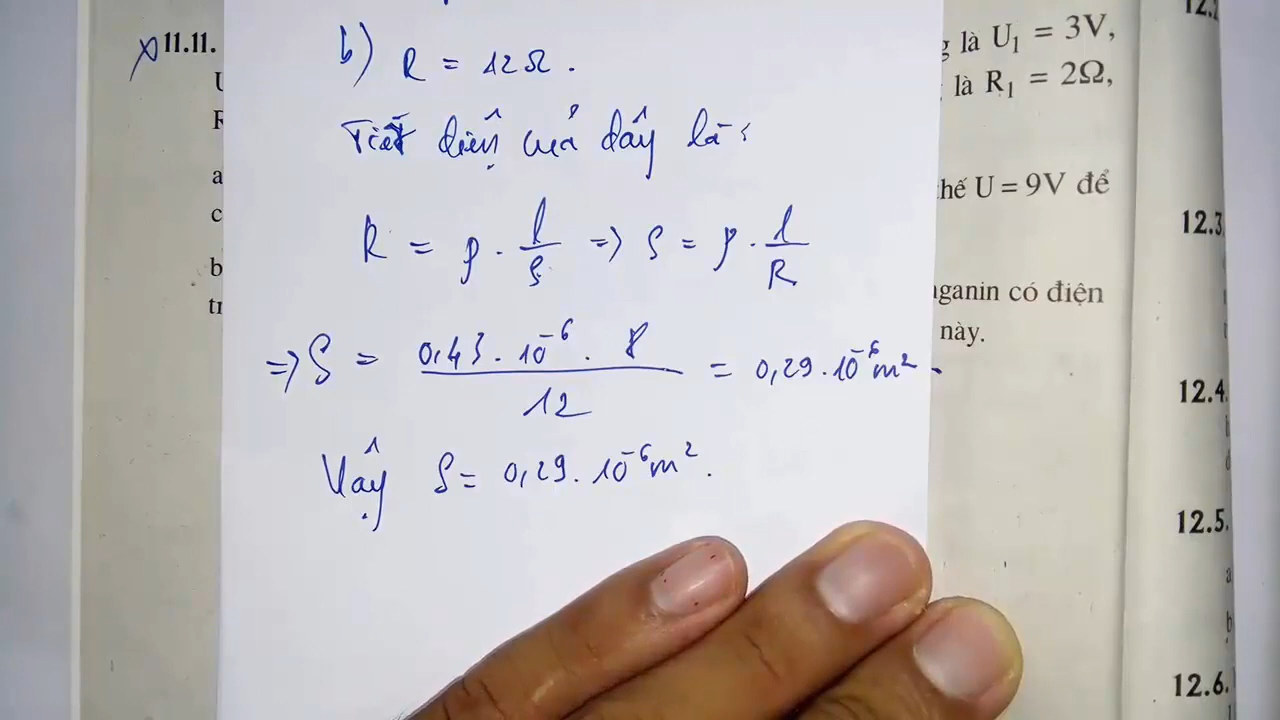 11.11.
b) R = 12Ω.
Tiết diện của dây là:
R = ρ · l/S => S = ρ · l/R
=> S = 0,43 · 10⁻⁶ · 8 / 12 = 0,29 · 10⁻⁶ m².
Vậy S = 0,29 · 10⁻⁶ m².
là U₁ = 3V,
là R₁ = 2Ω,
U = 9V để
có điện
này.
12.3
12.4.
12.5.
12.6.